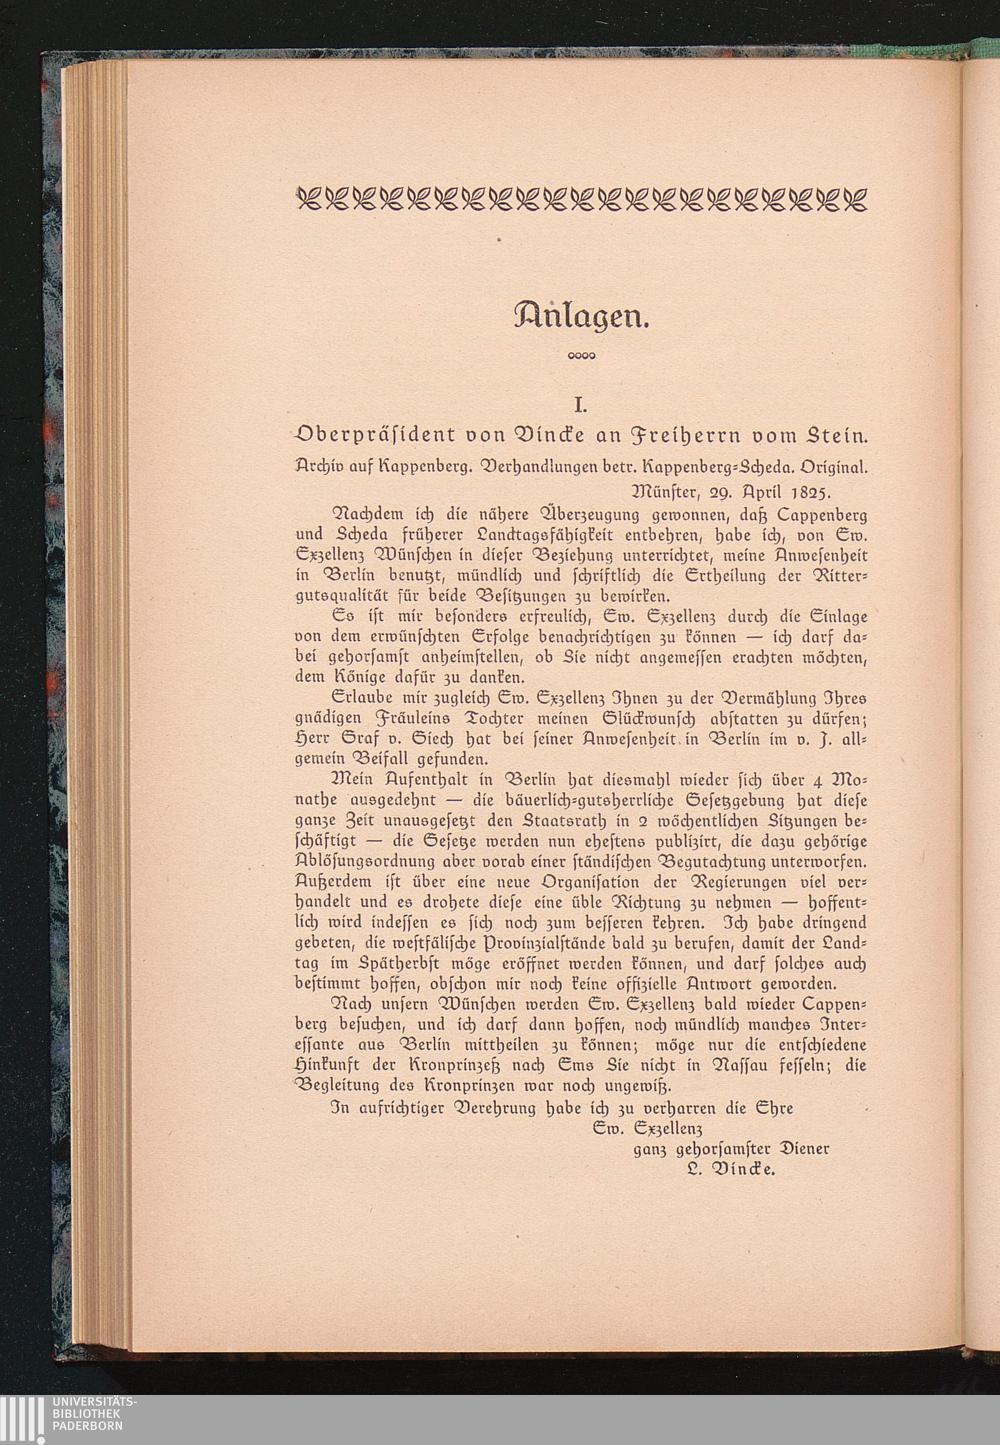 Anlagen.
I.
Oberpräsident von Vincke an Freiherrn vom Stein.
Archiv auf Kappenberg. Verhandlungen betr. Kappenberg-Scheda. Original.
Münster, 29. April 1825.
Nachdem ich die nähere Überzeugung gewonnen, daß Cappenberg
und Scheda früherer Landtagsfähigkeit entbehren, habe ich, von Ew.
Exzellenz Wünschen in dieser Beziehung unterrichtet, meine Anwesenheit
in Berlin benutzt, mündlich und schriftlich die Ertheilung der Ritter-
gutsqualität für beide Besitzungen zu bewirken.
Es ist mir besonders erfreulich, Ew. Exzellenz durch die Einlage
von dem erwünschten Erfolge benachrichtigen zu können — ich darf da-
bei gehorsamst anheimstellen, ob Sie nicht angemessen erachten möchten,
dem Könige dafür zu danken.
Erlaube mir zugleich Ew. Exzellenz Ihnen zu der Vermählung Ihres
gnädigen Fräuleins Tochter meinen Glückwunsch abstatten zu dürfen;
Herr Graf v. Giech hat bei seiner Anwesenheit in Berlin im v. J. all-
gemein Beifall gefunden.
Mein Aufenthalt in Berlin hat diesmahl wieder sich über 4 Mo-
nathe ausgedehnt — die bäuerlich-gutsherrliche Gesetzgebung hat diese
ganze Zeit unausgesetzt den Staatsrath in 2 wöchentlichen Sitzungen be-
schäftigt — die Gesetze werden nun ehestens publizirt, die dazu gehörige
Ablösungsordnung aber vorab einer ständischen Begutachtung unterworfen.
Außerdem ist über eine neue Organisation der Regierungen viel ver-
handelt und es drohete diese eine üble Richtung zu nehmen — hoffent-
lich wird indessen es sich noch zum besseren kehren. Ich habe dringend
gebeten, die westfälische Provinzialstände bald zu berufen, damit der Land-
tag im Spätherbst möge eröffnet werden können, und darf solches auch
bestimmt hoffen, obschon mir noch keine offizielle Antwort geworden.
Nach unsern Wünschen werden Ew. Exzellenz bald wieder Cappen-
berg besuchen, und ich darf dann hoffen, noch mündlich manches Inter-
essante aus Berlin mittheilen zu können; möge nur die entschiedene
Hinkunft der Kronprinzeß nach Ems Sie nicht in Nassau fesseln; die
Begleitung des Kronprinzen war noch ungewiß.
In aufrichtiger Verehrung habe ich zu verharren die Ehre
Ew. Exzellenz
ganz gehorsamster Diener
L. Vincke.
UNIVERSITÄTS-
BIBLIOTHEK
PADERBORN